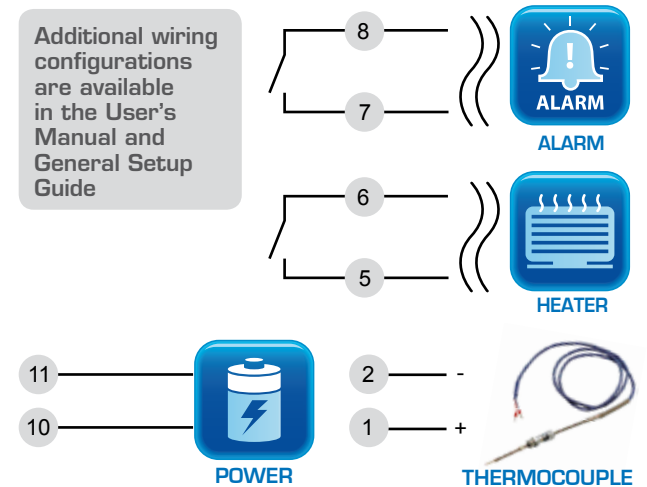 Additional wiring
configurations
are available
in the User's
Manual and
General Setup
Guide
8
7
ALARM
ALARM
6
5
HEATER
11
10
POWER
2 -
1 +
THERMOCOUPLE